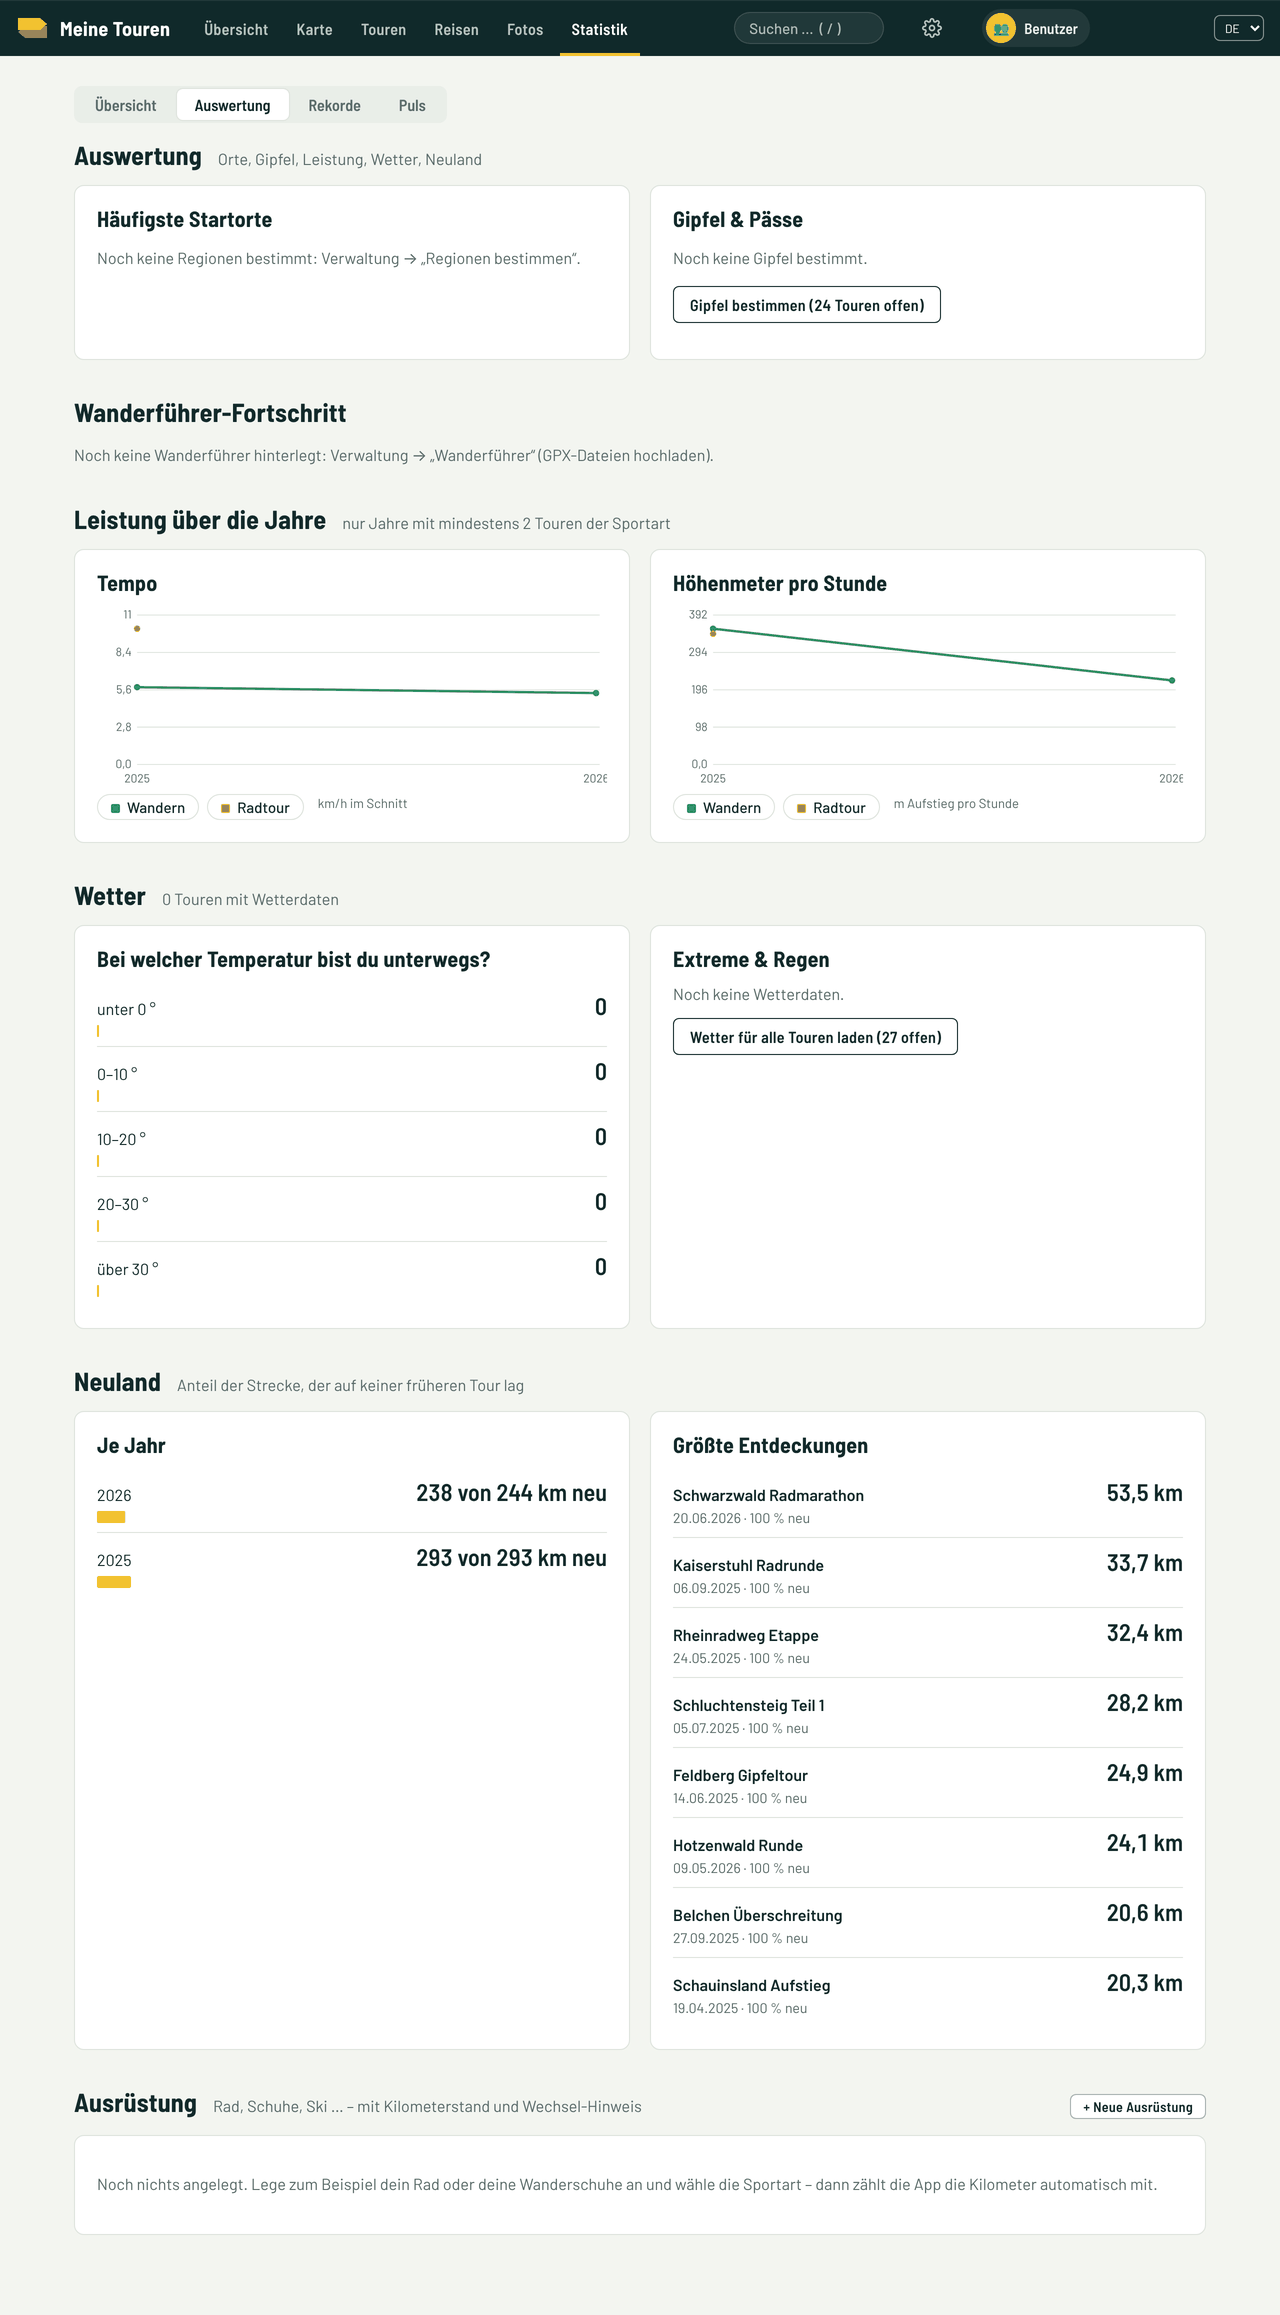 Meine Touren Übersicht Karte Touren Reisen Fotos Statistik Suchen … ( / ) Benutzer DE
Übersicht Auswertung Rekorde Puls
Auswertung Orte, Gipfel, Leistung, Wetter, Neuland
Häufigste Startorte
Noch keine Regionen bestimmt: Verwaltung → „Regionen bestimmen“.
Gipfel & Pässe
Noch keine Gipfel bestimmt.
Gipfel bestimmen (24 Touren offen)
Wanderführer-Fortschritt
Noch keine Wanderführer hinterlegt: Verwaltung → „Wanderführer“ (GPX-Dateien hochladen).
Leistung über die Jahre nur Jahre mit mindestens 2 Touren der Sportart
Tempo
11
8,4
5,6
2,8
0,0
2025 2026
Wandern Radtour km/h im Schnitt
Höhenmeter pro Stunde
392
294
196
98
0,0
2025 2026
Wandern Radtour m Aufstieg pro Stunde
Wetter 0 Touren mit Wetterdaten
Bei welcher Temperatur bist du unterwegs?
unter 0 ° 0
0–10 ° 0
10–20 ° 0
20–30 ° 0
über 30 ° 0
Extreme & Regen
Noch keine Wetterdaten.
Wetter für alle Touren laden (27 offen)
Neuland Anteil der Strecke, der auf keiner früheren Tour lag
Je Jahr
2026 238 von 244 km neu
2025 293 von 293 km neu
Größte Entdeckungen
Schwarzwald Radmarathon 53,5 km
20.06.2026 · 100 % neu
Kaiserstuhl Radrunde 33,7 km
06.09.2025 · 100 % neu
Rheinradweg Etappe 32,4 km
24.05.2025 · 100 % neu
Schluchtensteig Teil 1 28,2 km
05.07.2025 · 100 % neu
Feldberg Gipfeltour 24,9 km
14.06.2025 · 100 % neu
Hotzenwald Runde 24,1 km
09.05.2026 · 100 % neu
Belchen Überschreitung 20,6 km
27.09.2025 · 100 % neu
Schauinsland Aufstieg 20,3 km
19.04.2025 · 100 % neu
Ausrüstung Rad, Schuhe, Ski … – mit Kilometerstand und Wechsel-Hinweis + Neue Ausrüstung
Noch nichts angelegt. Lege zum Beispiel dein Rad oder deine Wanderschuhe an und wähle die Sportart – dann zählt die App die Kilometer automatisch mit.